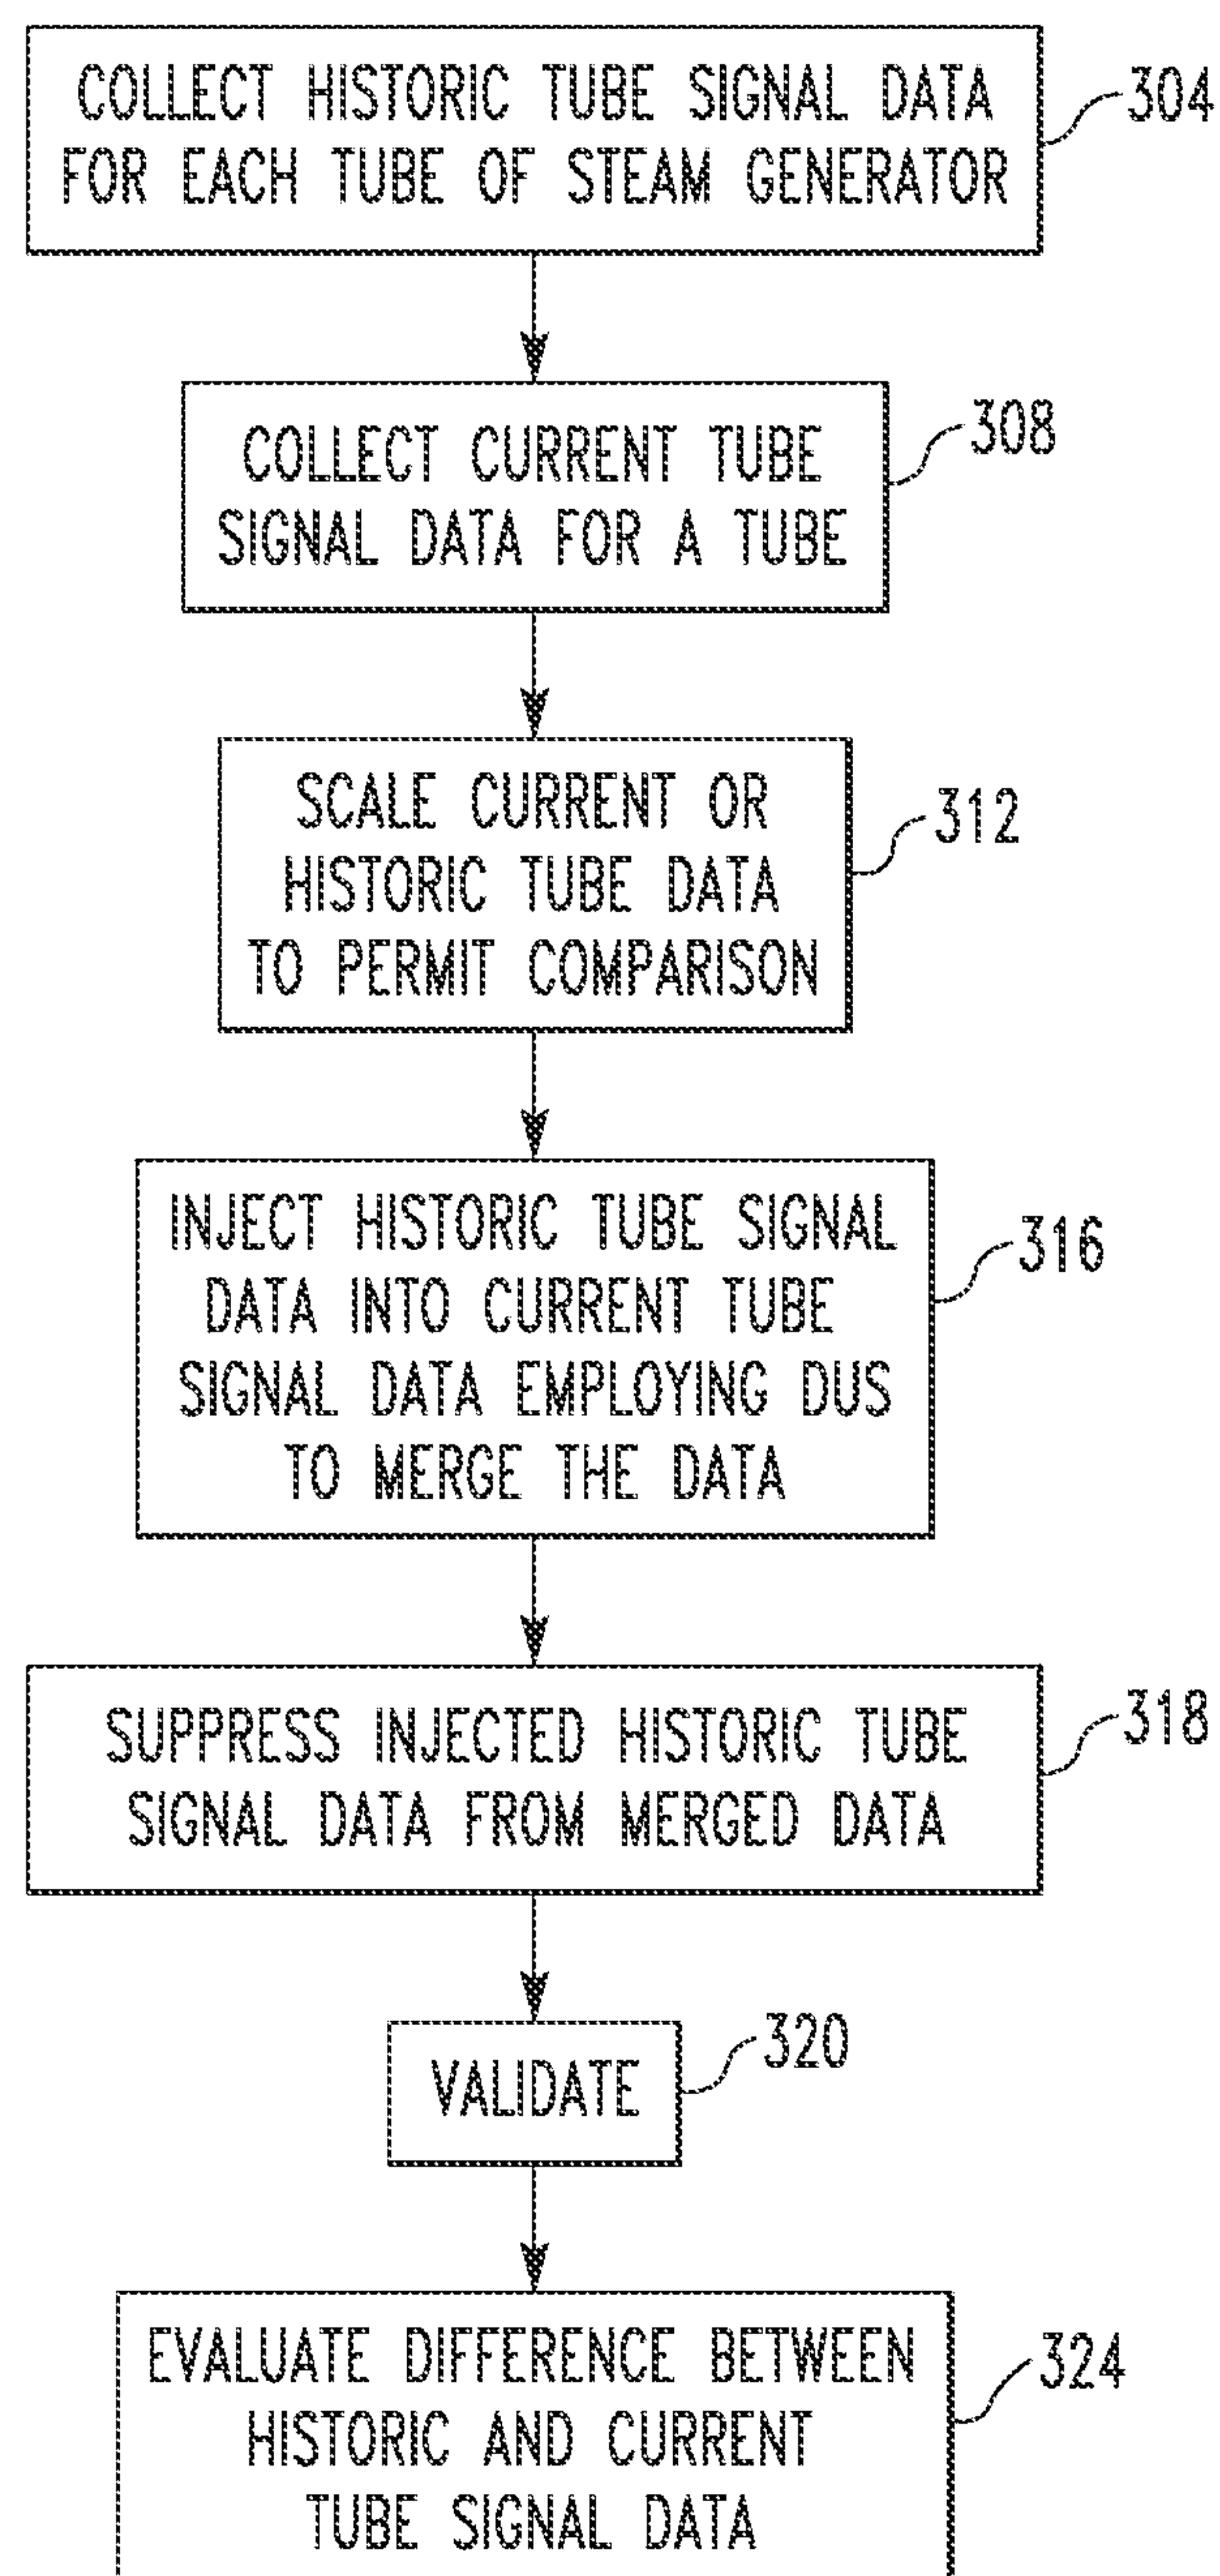 COLLECT HISTORIC TUBE SIGNAL DATA
FOR EACH TUBE OF STEAM GENERATOR
304
COLLECT CURRENT TUBE
SIGNAL DATA FOR A TUBE
308
SCALE CURRENT OR
HISTORIC TUBE DATA
TO PERMIT COMPARISON
312
INJECT HISTORIC TUBE SIGNAL
DATA INTO CURRENT TUBE
SIGNAL DATA EMPLOYING DUS
TO MERGE THE DATA
316
SUPPRESS INJECTED HISTORIC TUBE
SIGNAL DATA FROM MERGED DATA
318
VALIDATE
320
EVALUATE DIFFERENCE BETWEEN
HISTORIC AND CURRENT
TUBE SIGNAL DATA
324